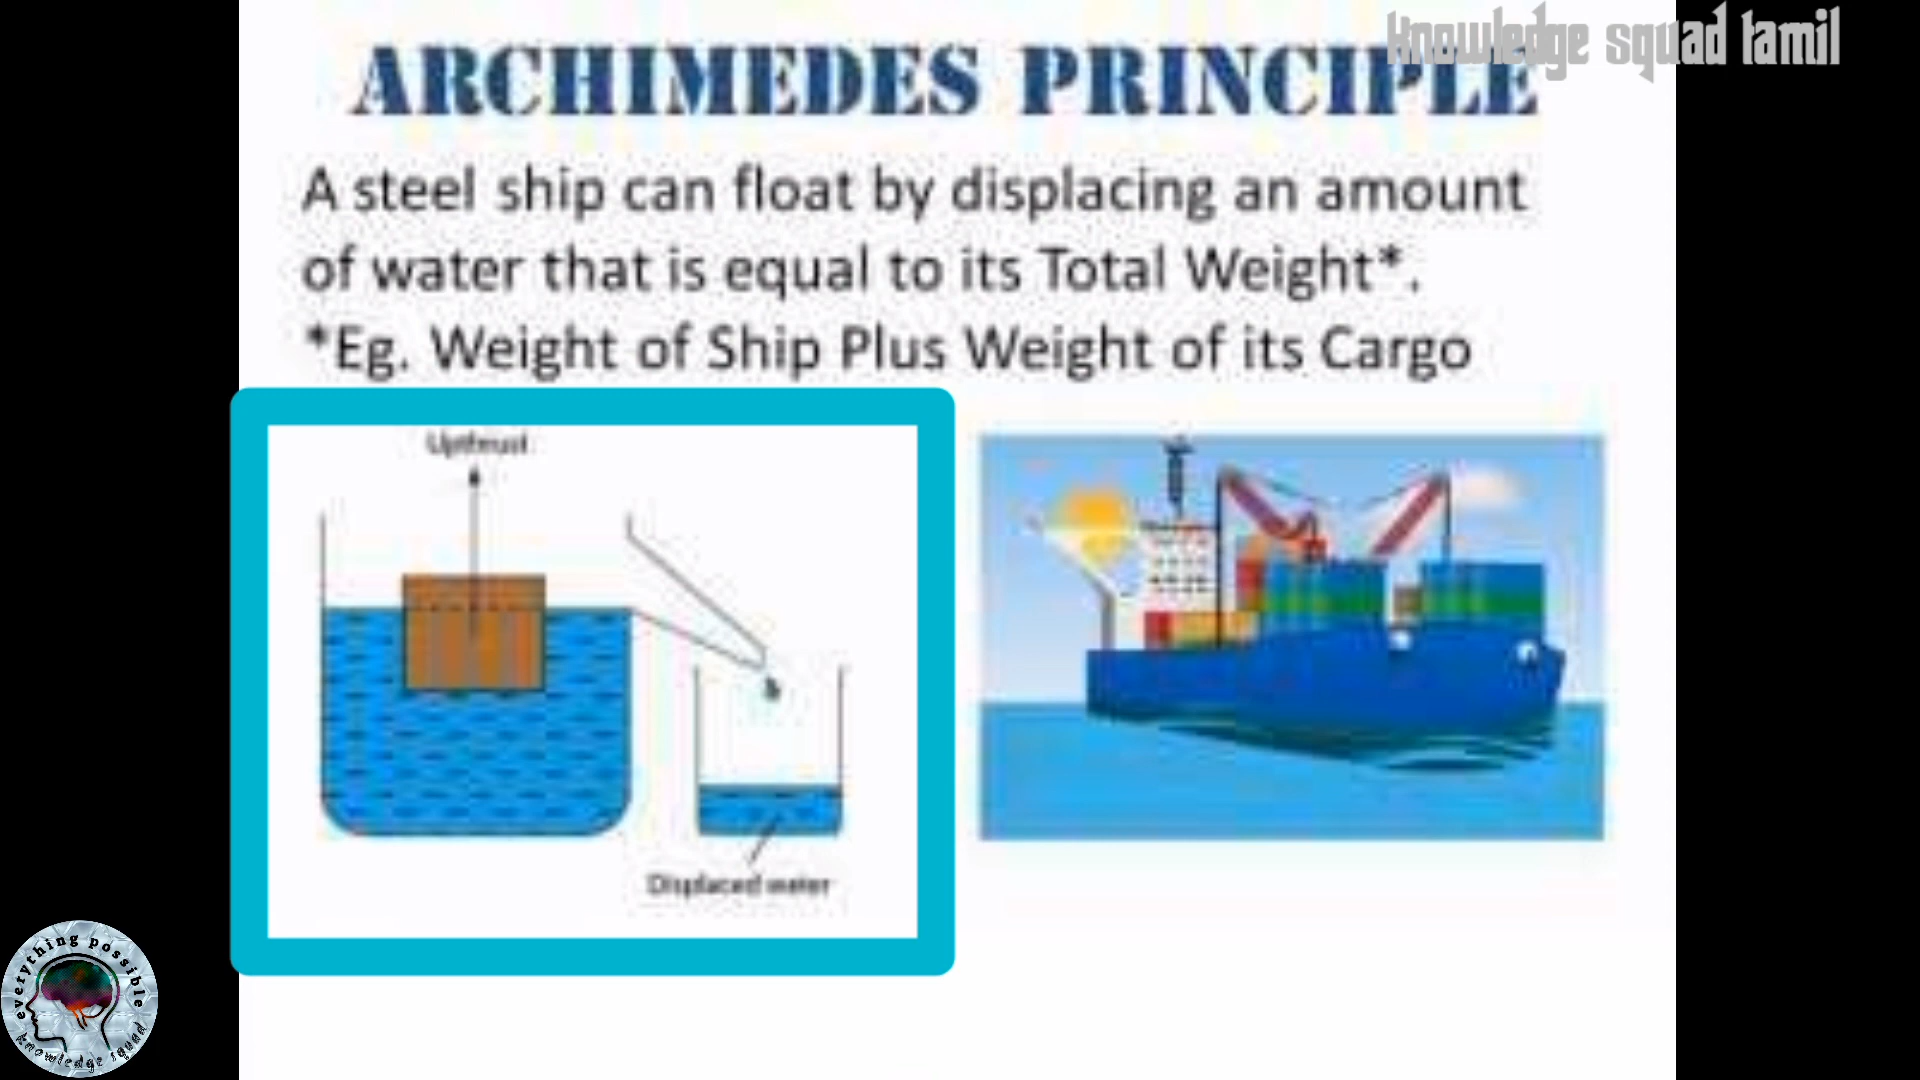 knowledge squad tamil
ARCHIMEDES PRINCIPLE
A steel ship can float by displacing an amount
of water that is equal to its Total Weight*.
*Eg. Weight of Ship Plus Weight of its Cargo
Upthrust
Displaced water
everything possible
knowledge squad